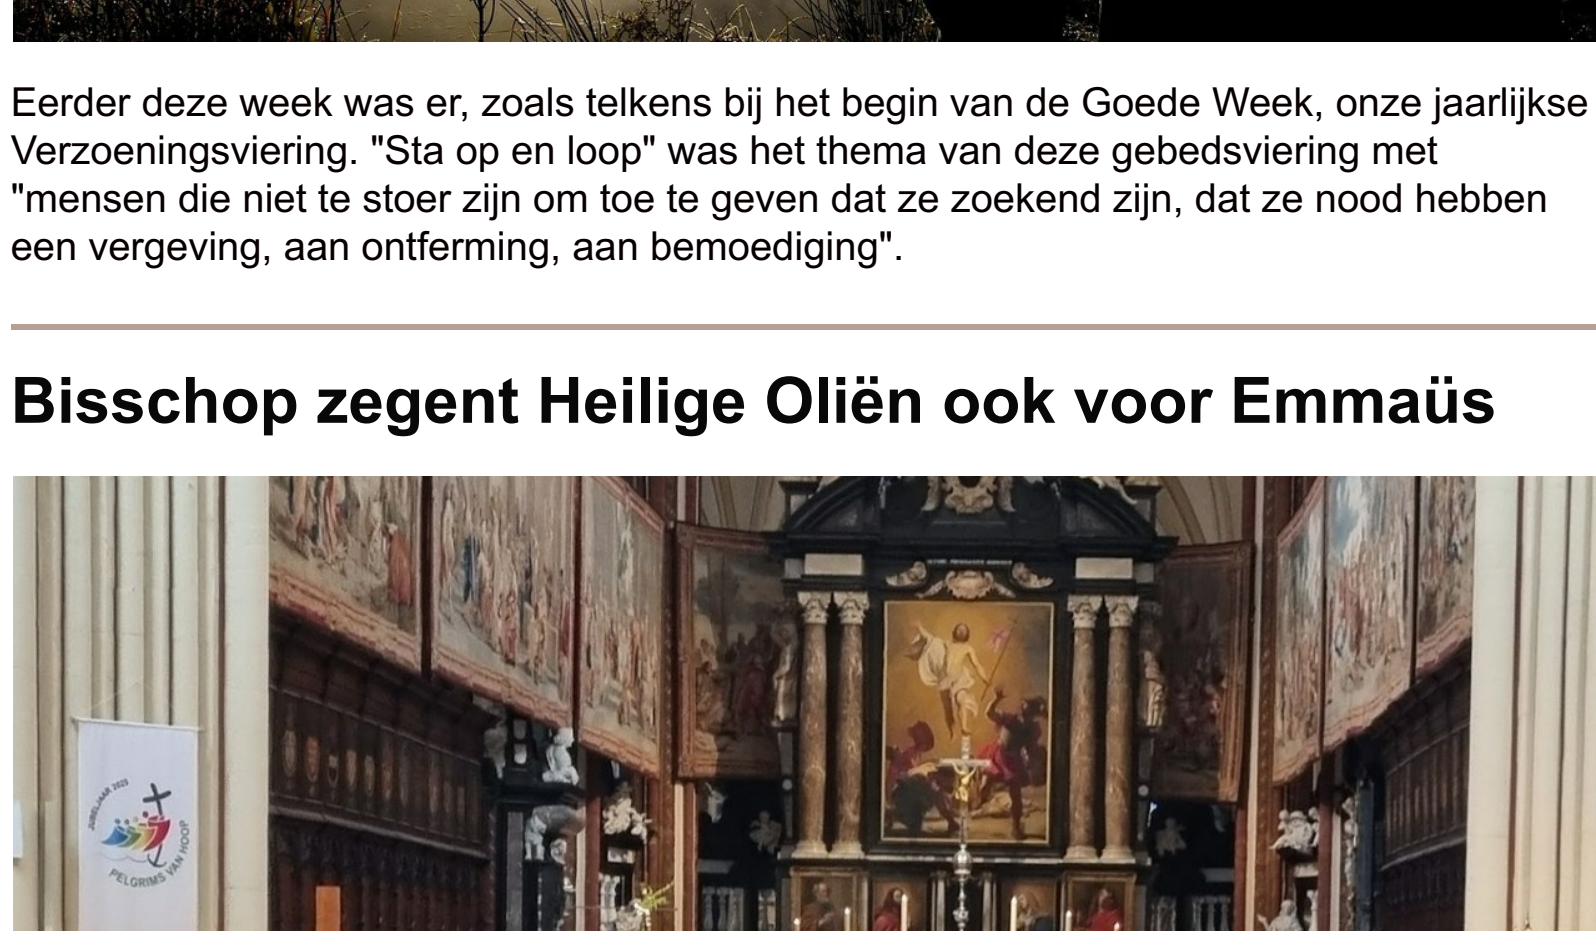 Eerder deze week was er, zoals telkens bij het begin van de Goede Week, onze jaarlijkse
Verzoeningsviering. "Sta op en loop" was het thema van deze gebedsviering met
"mensen die niet te stoer zijn om toe te geven dat ze zoekend zijn, dat ze nood hebben
een vergeving, aan ontferming, aan bemoediging".
Bisschop zegent Heilige Oliën ook voor Emmaüs
JUBELJAAR 2025
PELGRIMS VAN HOOP